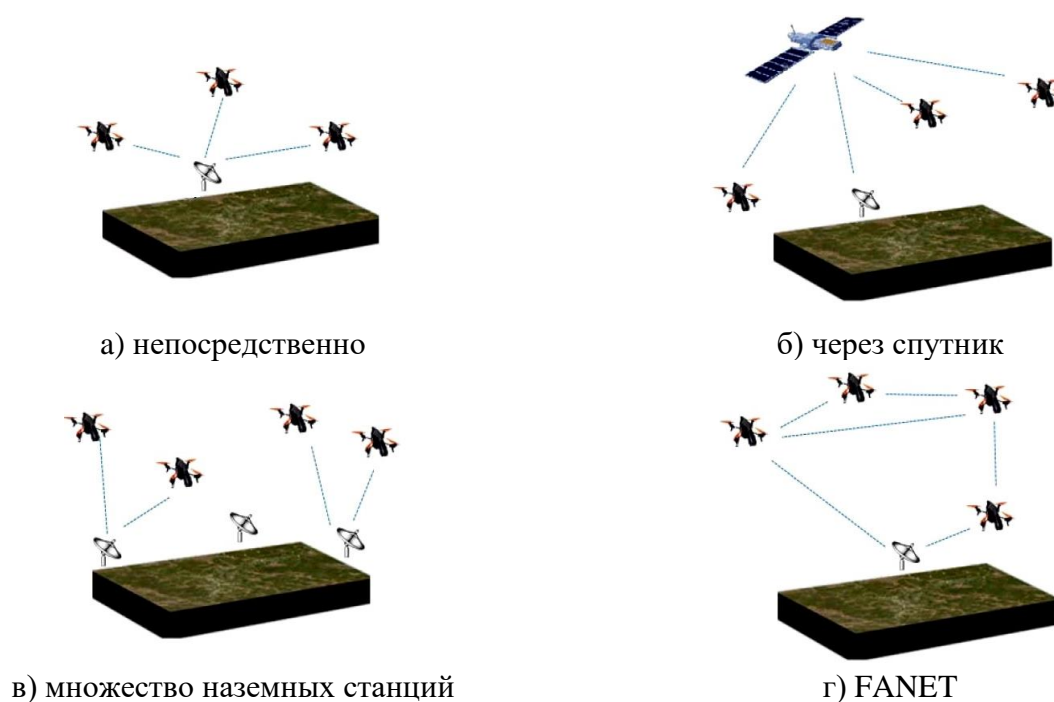 а) непосредственно
б) через спутник
в) множество наземных станций
г) FANET